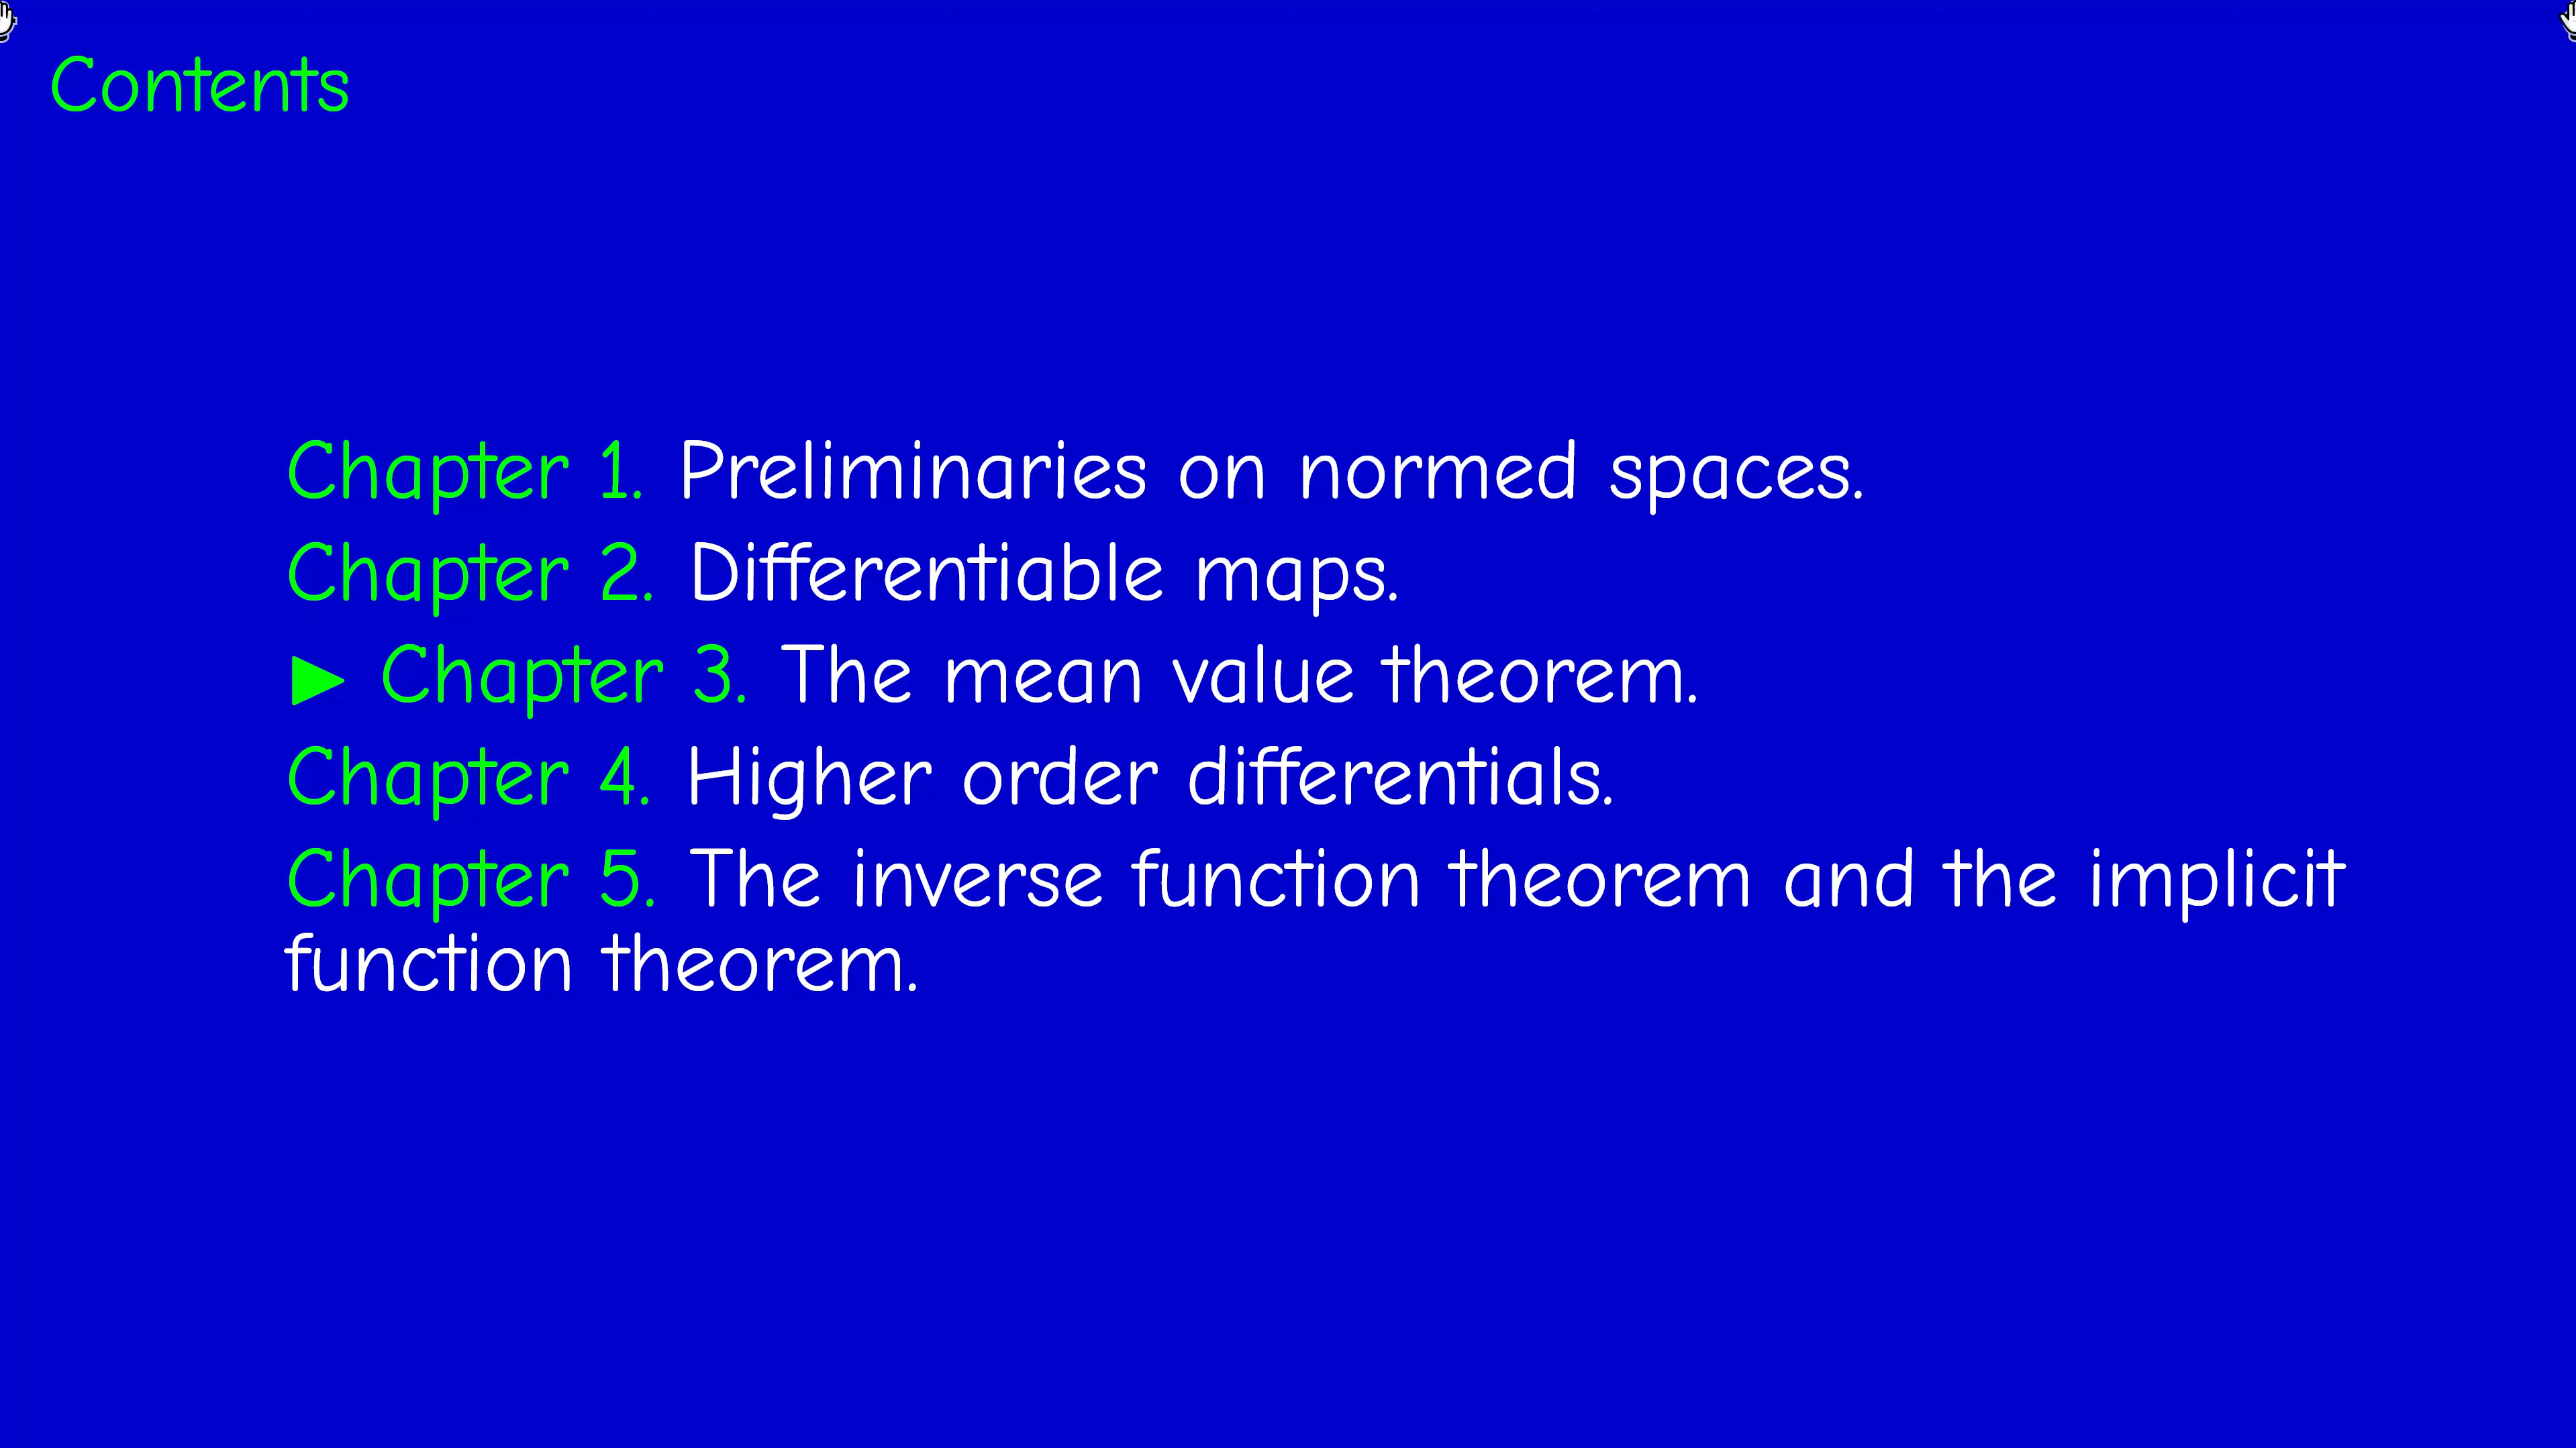 Contents
Chapter 1. Preliminaries on normed spaces.
Chapter 2. Differentiable maps.
▶ Chapter 3. The mean value theorem.
Chapter 4. Higher order differentials.
Chapter 5. The inverse function theorem and the implicit
function theorem.